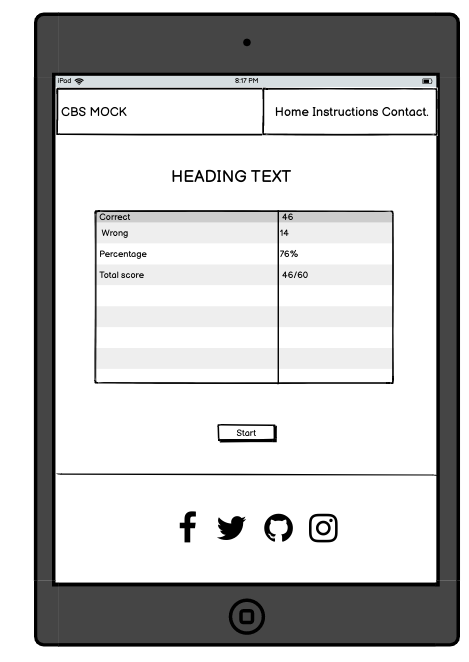 iPod 8:17 PM
CBS MOCK Home Instructions Contact.
HEADING TEXT
Correct 46
Wrong 14
Percentage 76%
Total score 46/60
Start